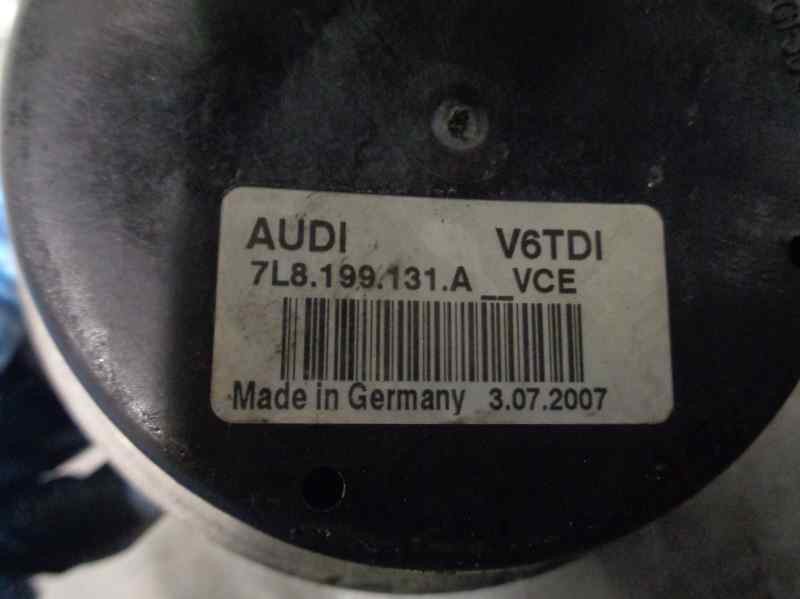 AUDI V6TDI
7L8.199.131.A __VCE
Made in Germany 3.07.2007